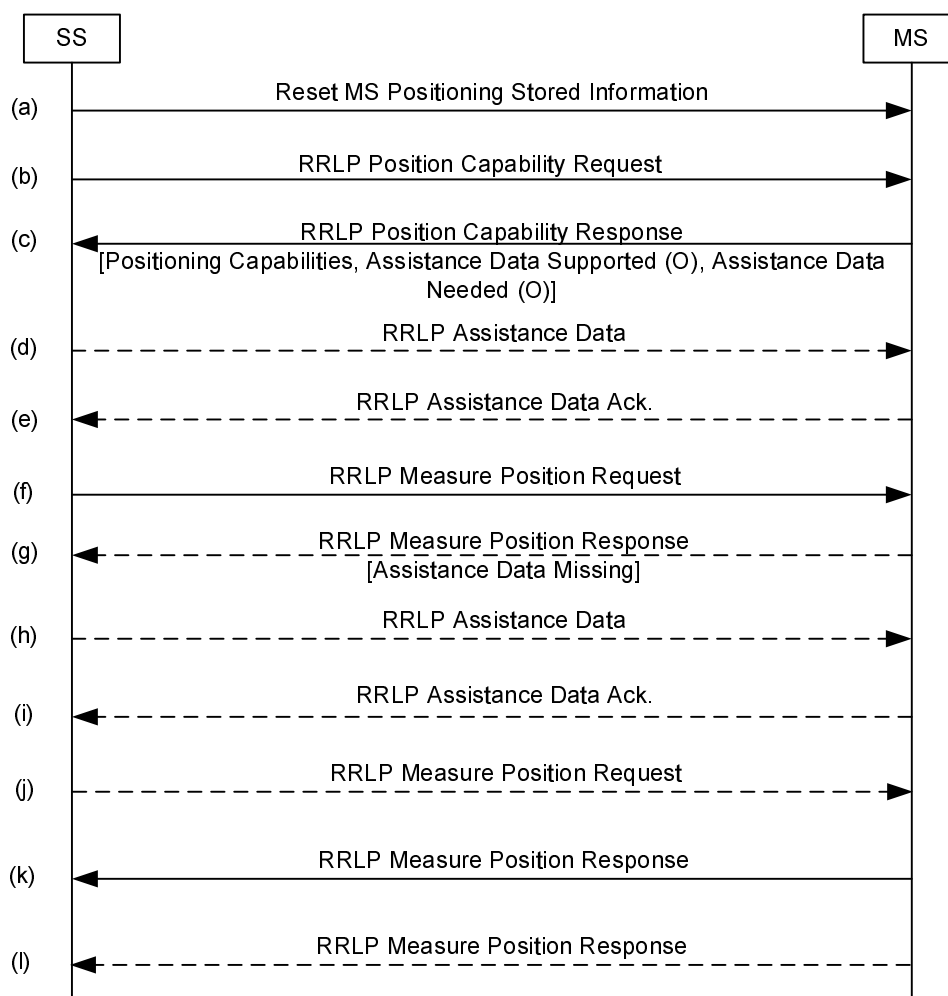 SS
MS
(a)
Reset MS Positioning Stored Information
(b)
RRLP Position Capability Request
(c)
RRLP Position Capability Response
[Positioning Capabilities, Assistance Data Supported (O), Assistance Data
Needed (O)]
(d)
RRLP Assistance Data
(e)
RRLP Assistance Data Ack.
(f)
RRLP Measure Position Request
(g)
RRLP Measure Position Response
[Assistance Data Missing]
(h)
RRLP Assistance Data
(i)
RRLP Assistance Data Ack.
(j)
RRLP Measure Position Request
(k)
RRLP Measure Position Response
(l)
RRLP Measure Position Response